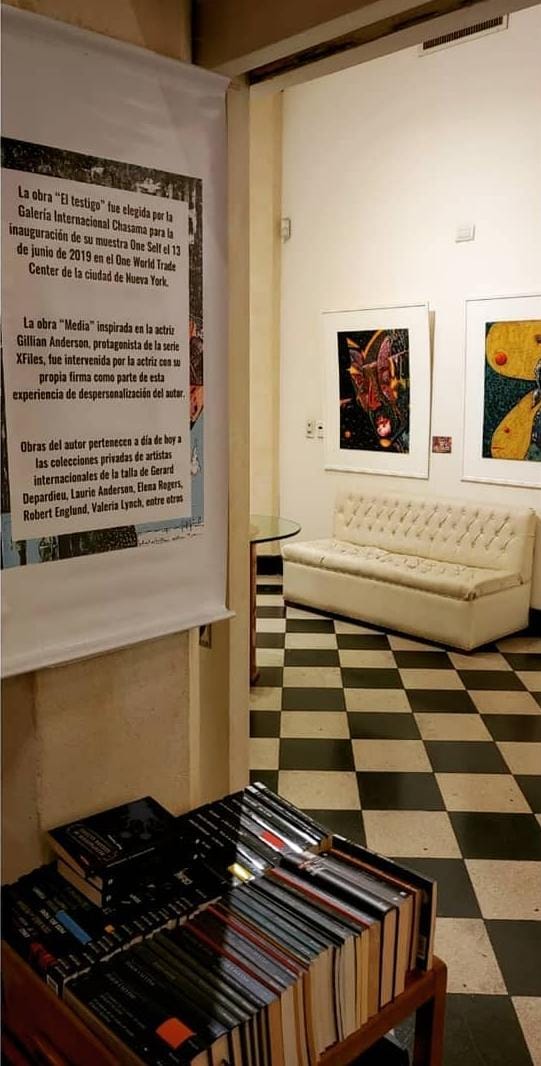 La obra “El testigo” fue elegida por la
Galería Internacional Chasama para la
inauguración de su muestra One Self el 13
de junio de 2019 en el One World Trade
Center de la ciudad de Nueva York.
La obra “Media” inspirada en la actriz
Gillian Anderson, protagonista de la serie
XFiles, fue intervenida por la actriz con su
propia firma como parte de esta
experiencia de despersonalización del autor.
Obras del autor pertenecen a día de hoy a
las colecciones privadas de artistas
internacionales de la talla de Gerard
Depardieu, Laurie Anderson, Elena Rogers,
Robert Englund, Valeria Lynch, entre otros